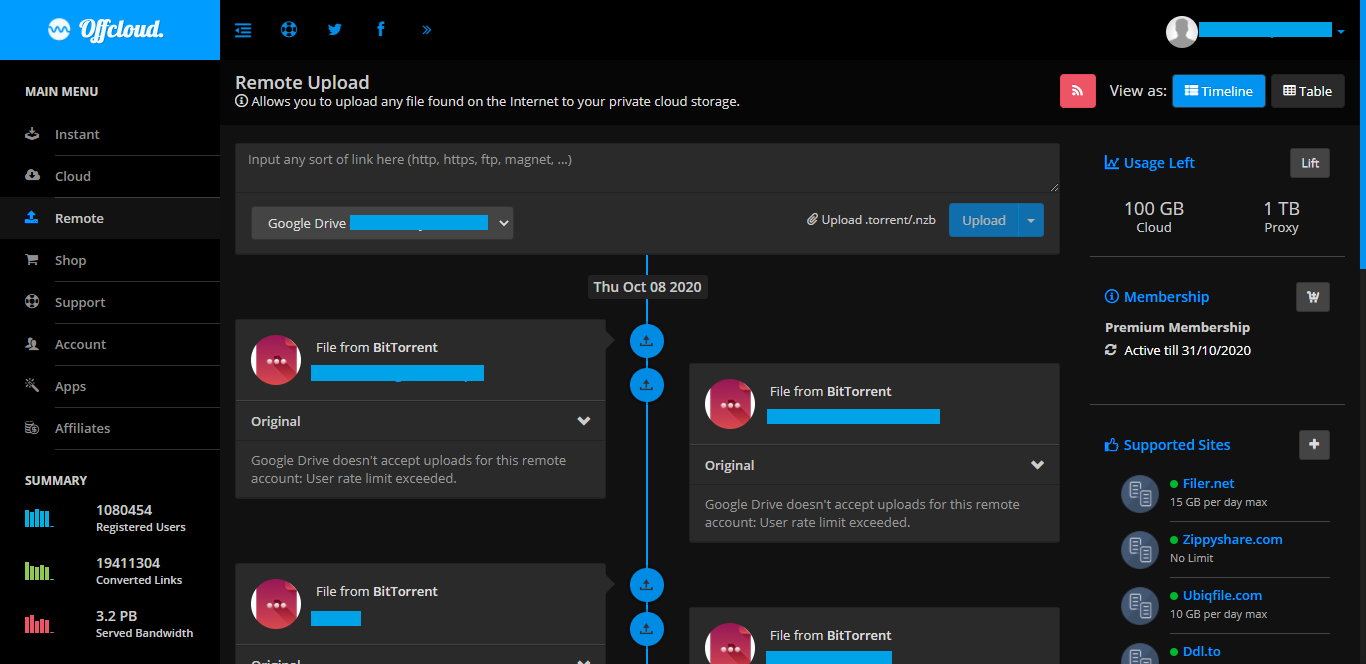 Offcloud.
MAIN MENU
Instant
Cloud
Remote
Shop
Support
Account
Apps
Affiliates
SUMMARY
1080454
Registered Users
19411304
Converted Links
3.2 PB
Served Bandwidth
Remote Upload
Allows you to upload any file found on the Internet to your private cloud storage.
View as:
Timeline
Table
Input any sort of link here (http, https, ftp, magnet, ...)
Google Drive
Upload .torrent/.nzb
Upload
Thu Oct 08 2020
File from BitTorrent
Original
Google Drive doesn't accept uploads for this remote
account: User rate limit exceeded.
File from BitTorrent
Original
Google Drive doesn't accept uploads for this remote
account: User rate limit exceeded.
File from BitTorrent
Original
File from BitTorrent
Usage Left
Lift
100 GB
Cloud
1 TB
Proxy
Membership
Premium Membership
Active till 31/10/2020
Supported Sites
Filer.net
15 GB per day max
Zippyshare.com
No Limit
Ubiqfile.com
10 GB per day max
Ddl.to